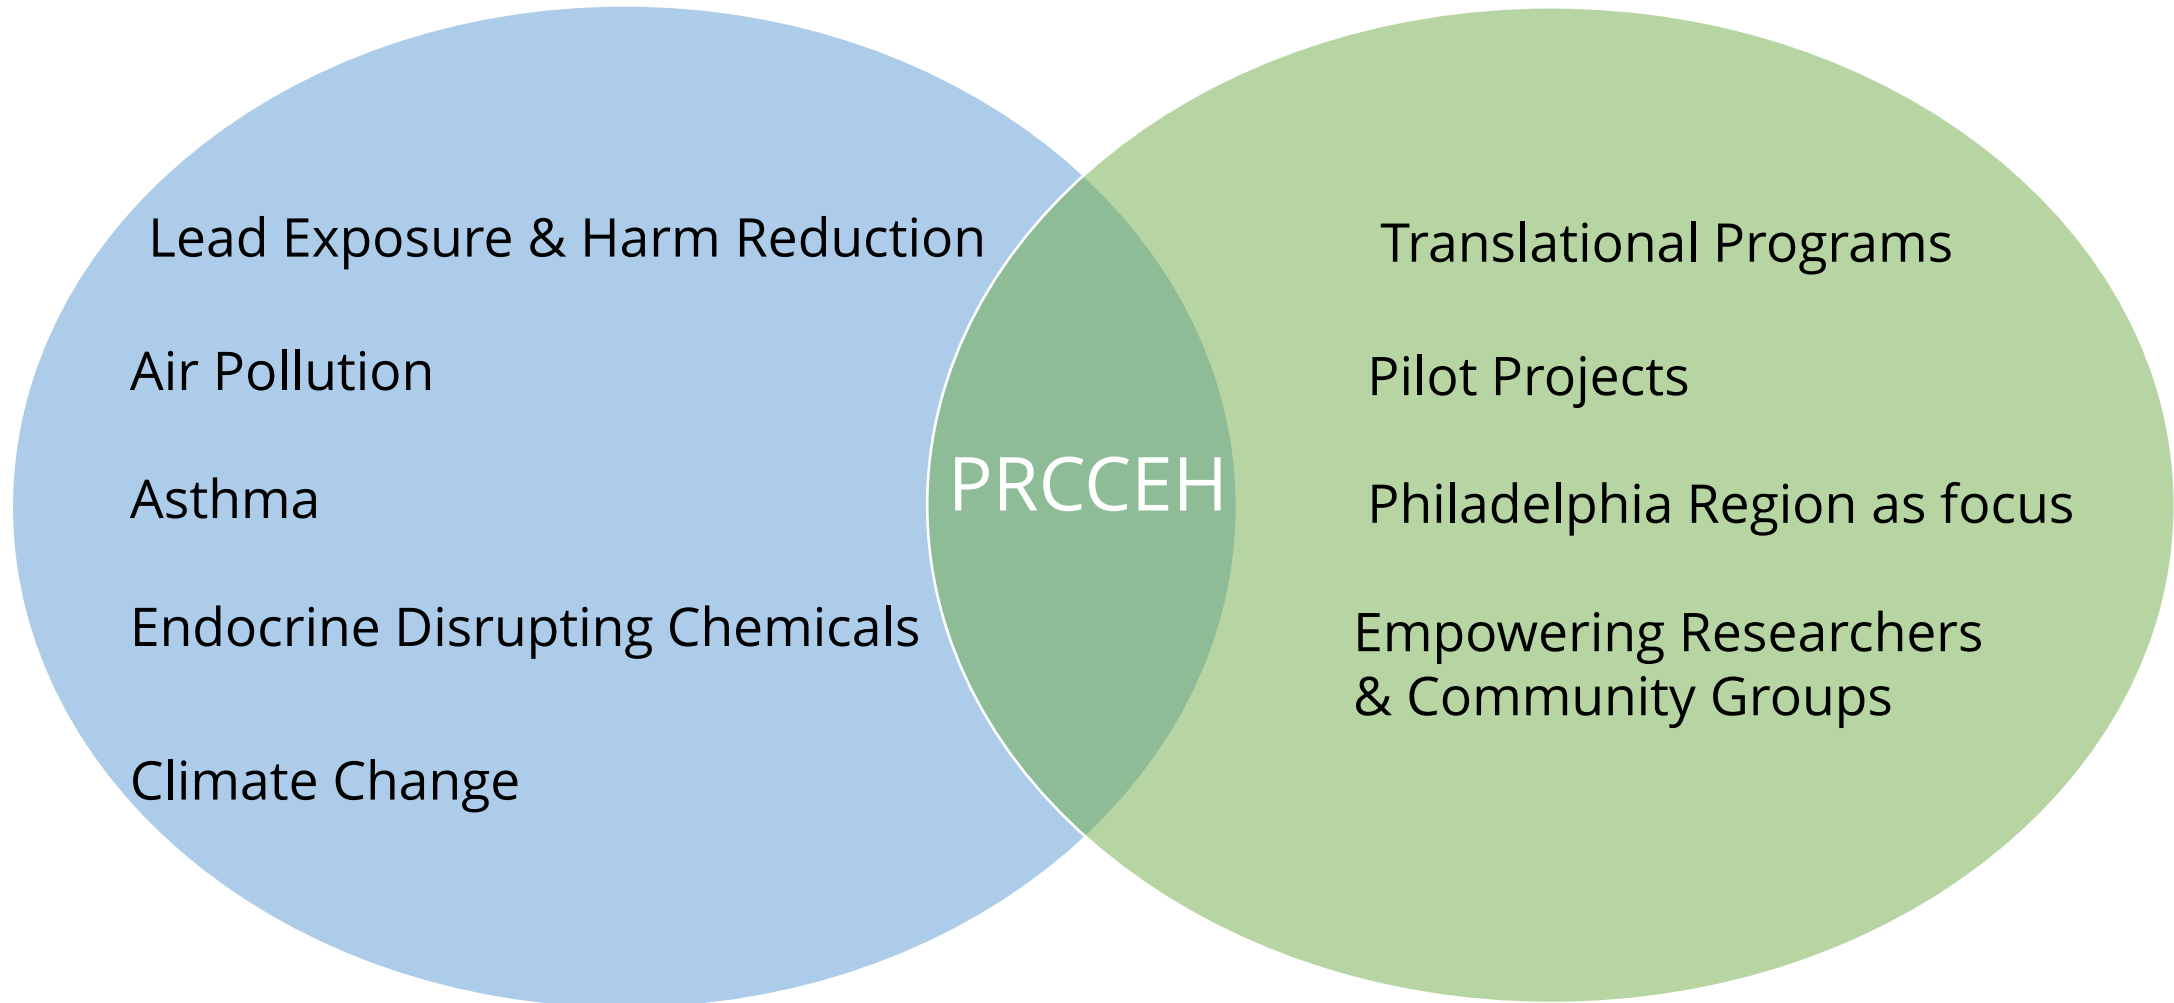 Lead Exposure & Harm Reduction
Air Pollution
Asthma
Endocrine Disrupting Chemicals
Climate Change
PRCCEH
Translational Programs
Pilot Projects
Philadelphia Region as focus
Empowering Researchers
& Community Groups